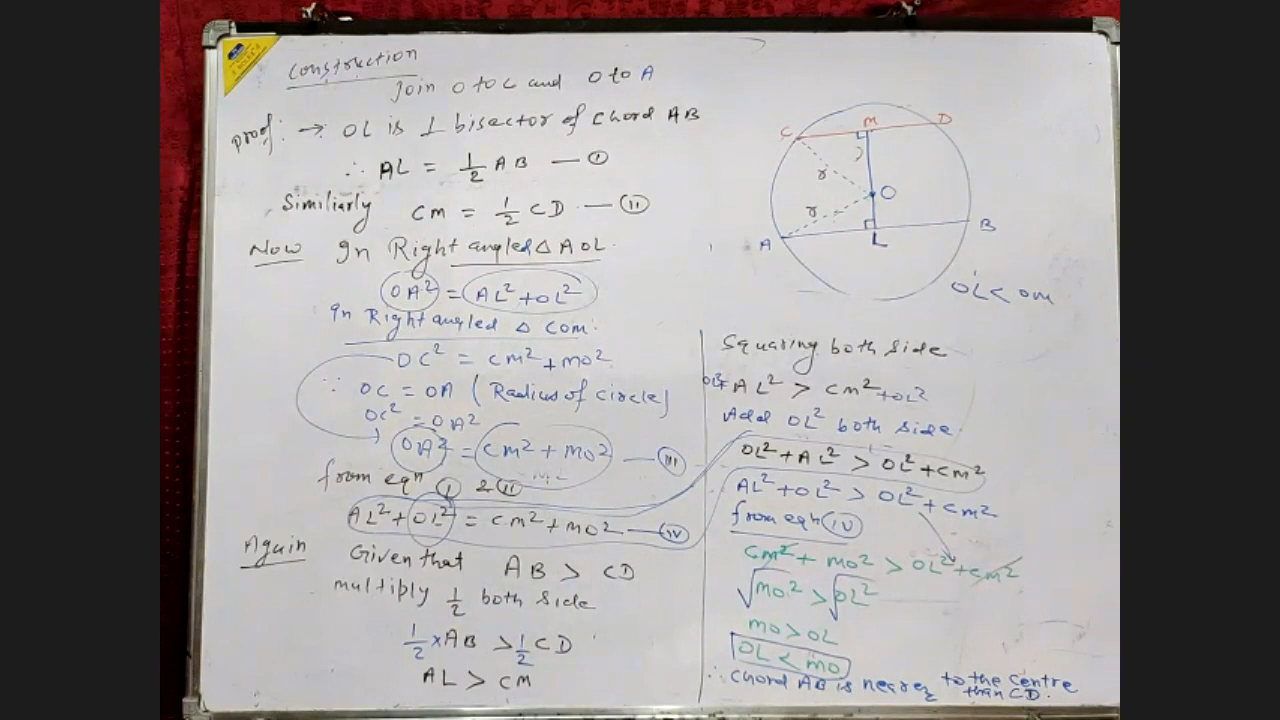 Construction
Join O to C and O to A
Proof: → OL is ⊥ bisector of chord AB
∴ AL = 1/2 AB — (I)
Similiarly CM = 1/2 CD — (II)
Now In Right angled Δ AOL
OA² = AL² + OL²
In Right angled Δ COM.
OC² = CM² + MO²
∵ OC = OA (Radius of circle)
OC² = OA²
OA² = CM² + MO² — (III)
from eqn (I) & (II)
AL² + OL² = CM² + MO² — (IV)
Again Given that AB > CD
multiply 1/2 both side
1/2 × AB > 1/2 CD
AL > CM
C M D
r
O
r
A L B
OL < OM
Squaring both side
AL² > CM² + OL²
Add OL² both side
OL² + AL² > OL² + CM²
AL² + OL² > OL² + CM²
from eqn (IV)
CM² + MO² > OL² + CM²
√MO² > √OL²
MO > OL
OL < MO
∴ Chord AB is nearer to the centre
than CD.